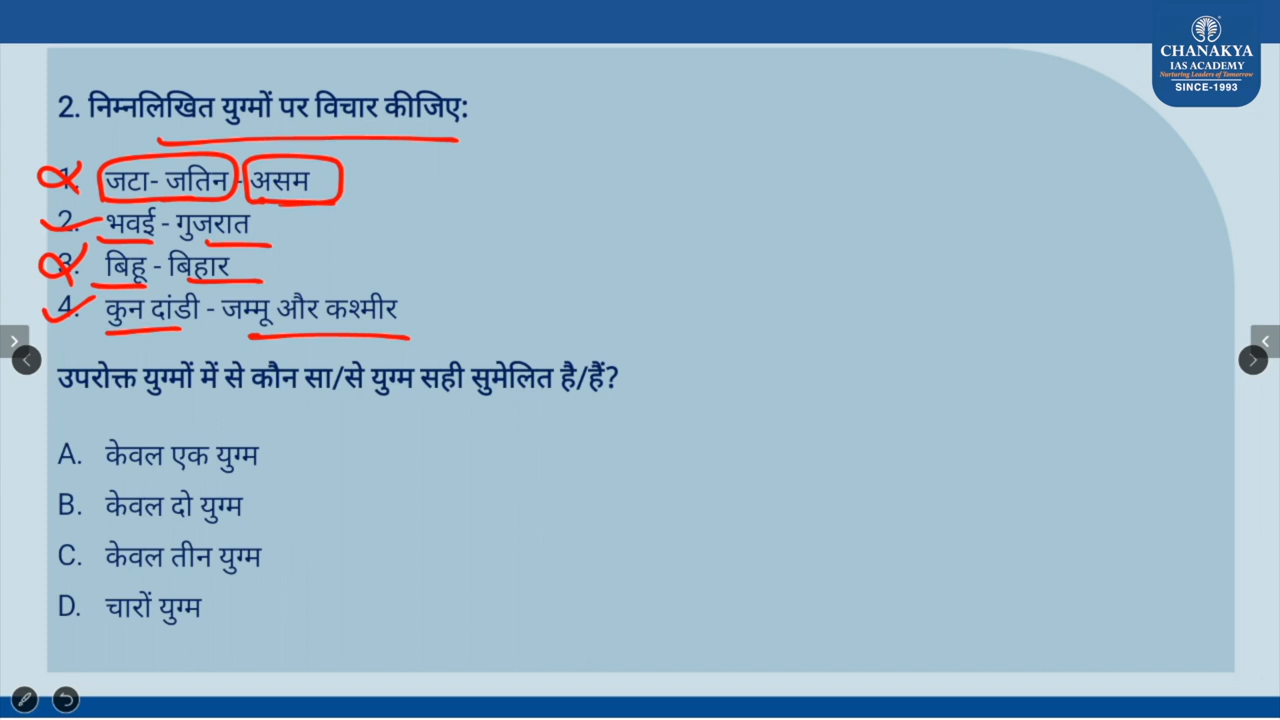 CHANAKYA
IAS ACADEMY
Nurturing Leaders of Tomorrow
SINCE-1993
2. निम्नलिखित युग्मों पर विचार कीजिए:
1. जटा- जतिन - असम
2. भवई - गुजरात
3. बिहू - बिहार
4. कुन दांडी - जम्मू और कश्मीर
उपरोक्त युग्मों में से कौन सा/से युग्म सही सुमेलित है/हैं?
A. केवल एक युग्म
B. केवल दो युग्म
C. केवल तीन युग्म
D. चारों युग्म